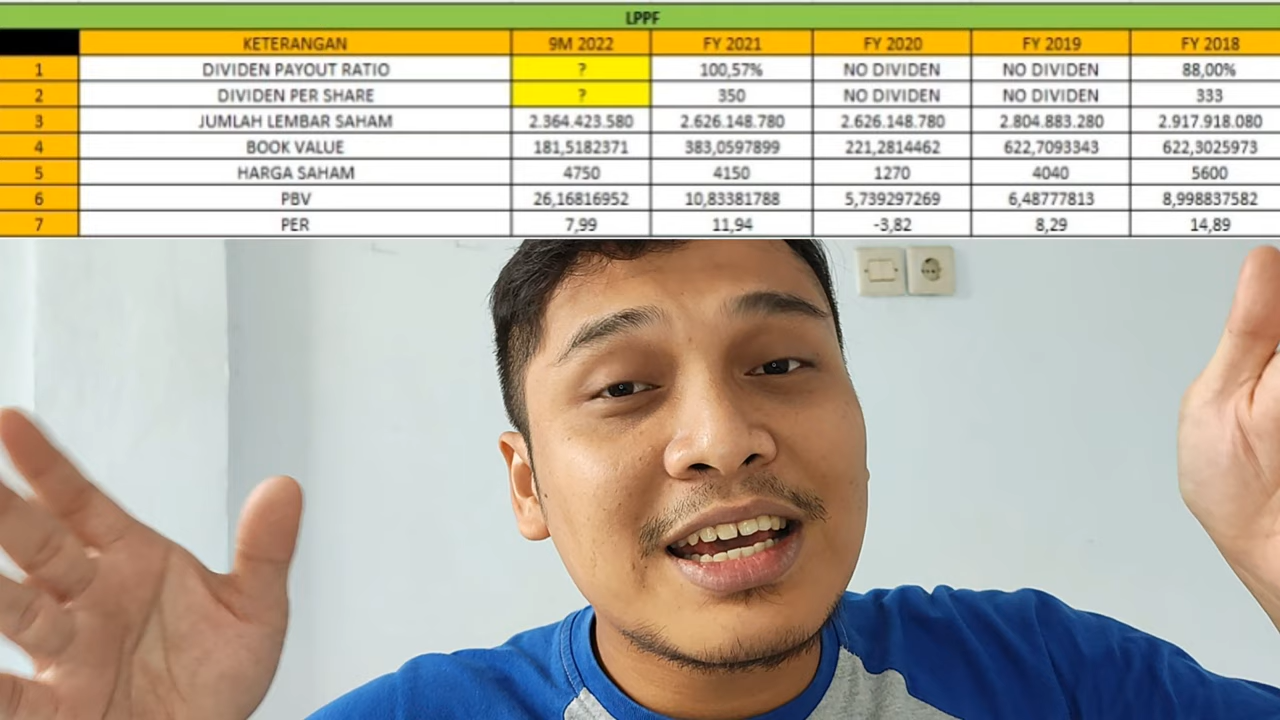 LPPF
KETERANGAN 9M 2022 FY 2021 FY 2020 FY 2019 FY 2018
1 DIVIDEN PAYOUT RATIO ? 100,57% NO DIVIDEN NO DIVIDEN 88,00%
2 DIVIDEN PER SHARE ? 350 NO DIVIDEN NO DIVIDEN 333
3 JUMLAH LEMBAR SAHAM 2.364.423.580 2.626.148.780 2.626.148.780 2.804.883.280 2.917.918.080
4 BOOK VALUE 181,5182371 383,0597899 221,2814462 622,7093343 622,3025973
5 HARGA SAHAM 4750 4150 1270 4040 5600
6 PBV 26,16816952 10,83381788 5,739297269 6,48777813 8,998837582
7 PER 7,99 11,94 -3,82 8,29 14,89